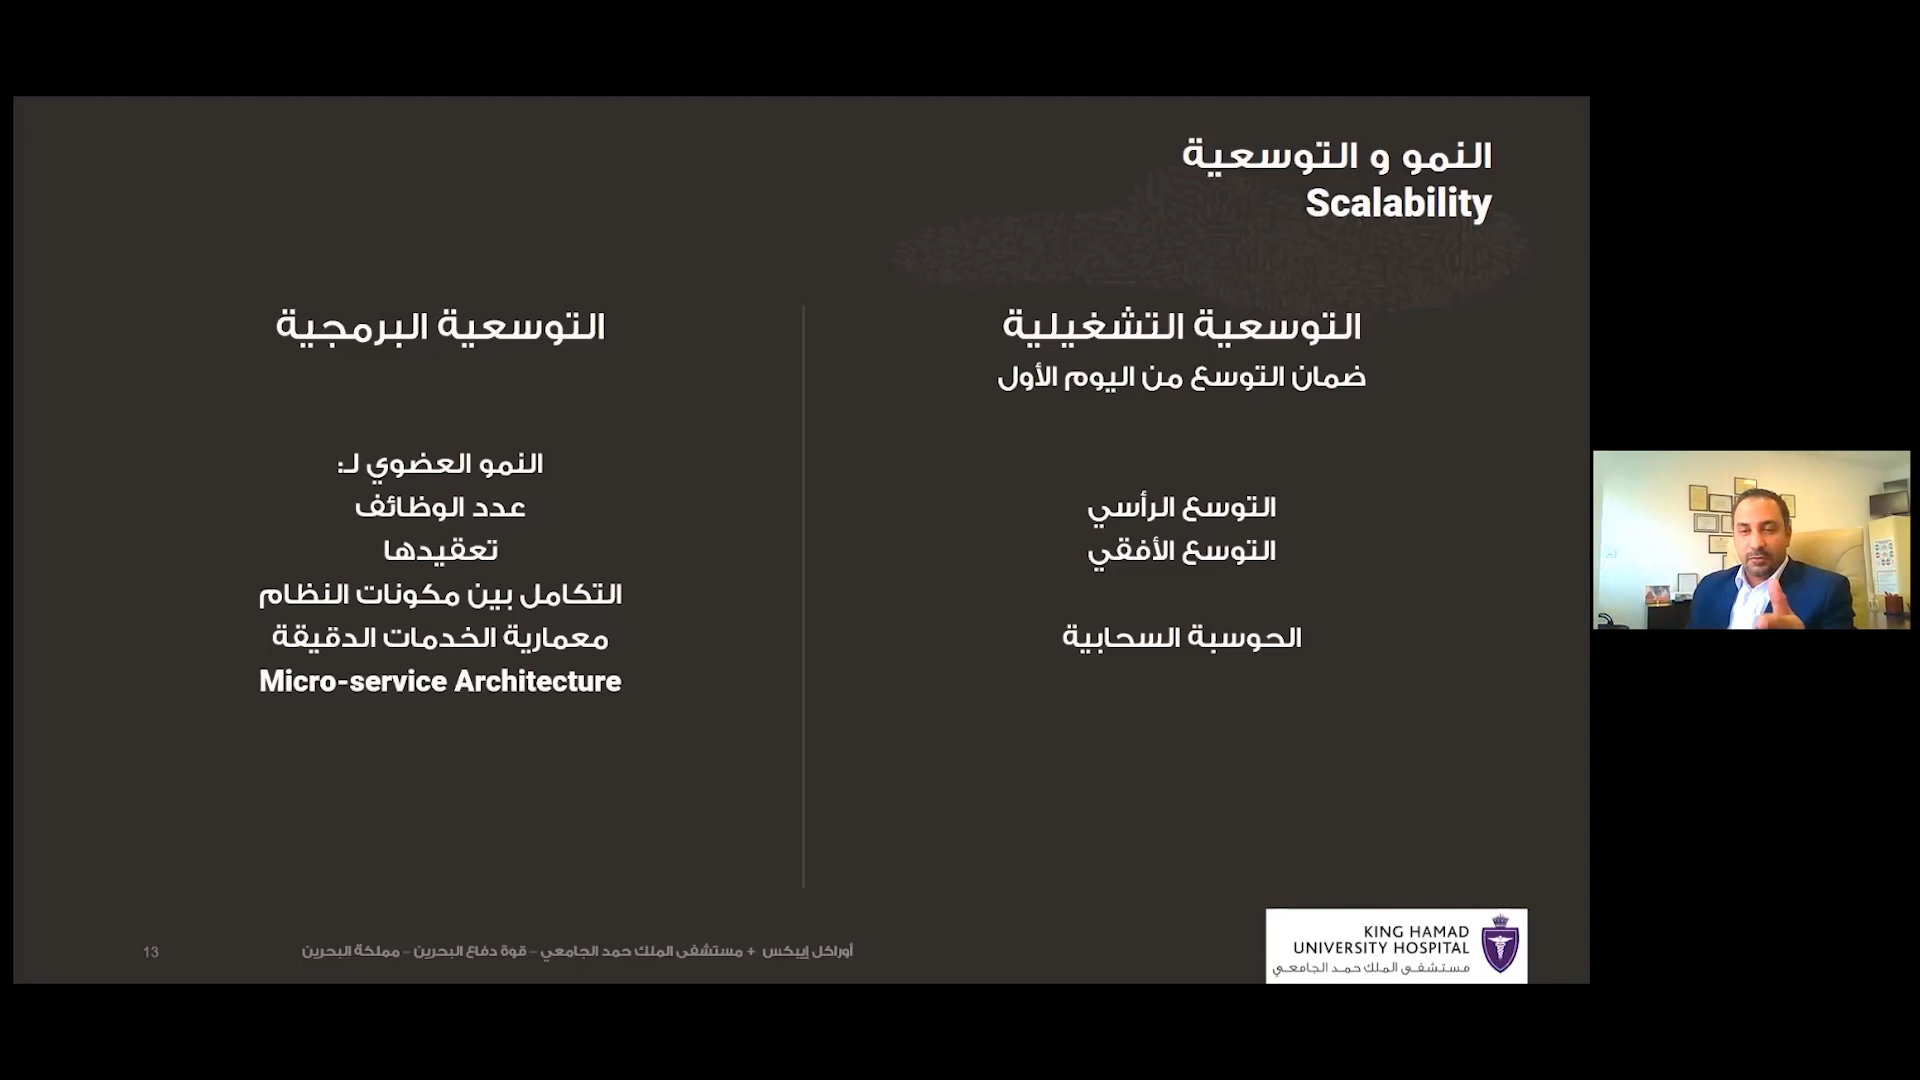 النمو و التوسعية
Scalability
التوسعية التشغيلية
ضمان التوسع من اليوم الأول
التوسع الرأسي
التوسع الأفقي
الحوسبة السحابية
التوسعية البرمجية
النمو العضوي لـ:
عدد الوظائف
تعقيدها
التكامل بين مكونات النظام
معمارية الخدمات الدقيقة
Micro-service Architecture
KING HAMAD
UNIVERSITY HOSPITAL
مستشفى الملك حمد الجامعي
أوراكل إيبكس + مستشفى الملك حمد الجامعي – قوة دفاع البحرين – مملكة البحرين
13